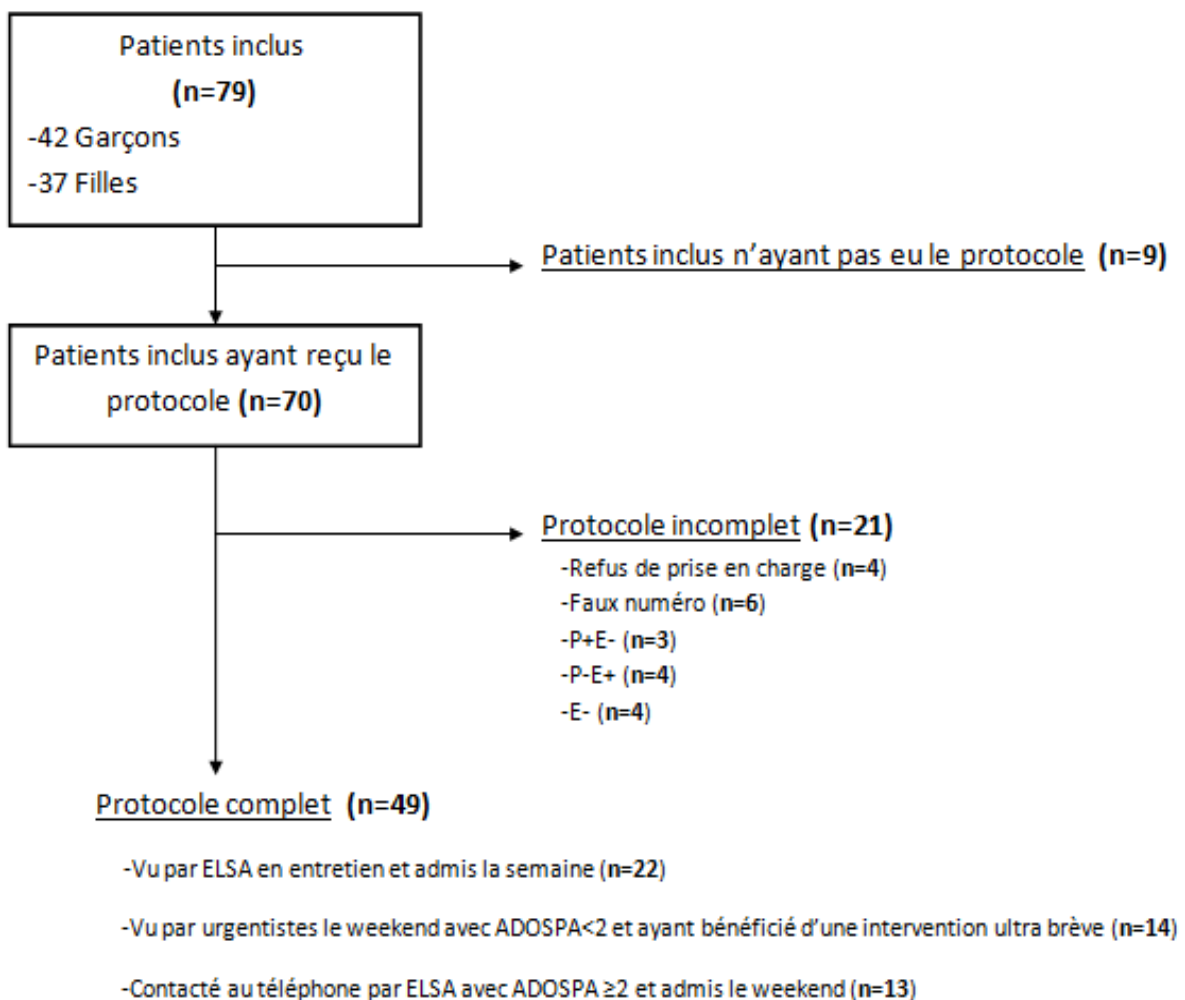 Patients inclus
(n=79)
-42 Garçons
-37 Filles
Patients inclus n'ayant pas eu le protocole (n=9)
Patients inclus ayant reçu le
protocole (n=70)
Protocole incomplet (n=21)
-Refus de prise en charge (n=4)
-Faux numéro (n=6)
-P+E- (n=3)
-P-E+ (n=4)
-E- (n=4)
Protocole complet (n=49)
-Vu par ELSA en entretien et admis la semaine (n=22)
-Vu par urgentistes le weekend avec ADOSPA<2 et ayant bénéficié d'une intervention ultra brève (n=14)
-Contacté au téléphone par ELSA avec ADOSPA ≥2 et admis le weekend (n=13)